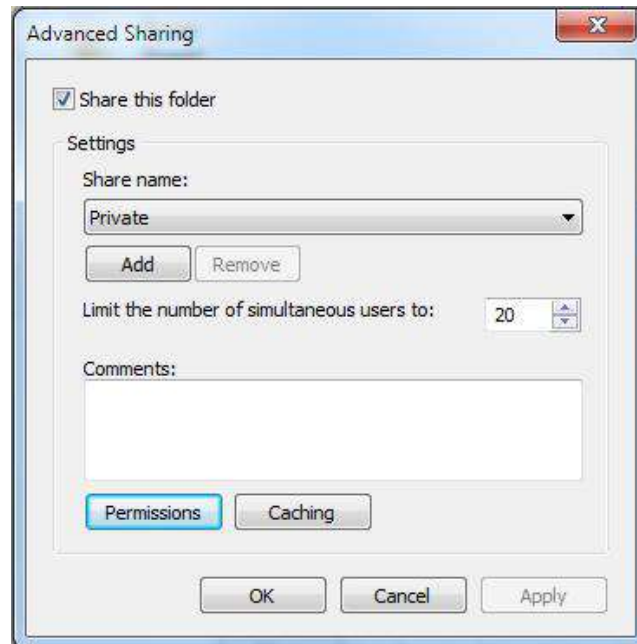 Advanced Sharing
Share this folder
Settings
Share name:
Private
Add Remove
Limit the number of simultaneous users to: 20
Comments:
Permissions Caching
OK Cancel Apply